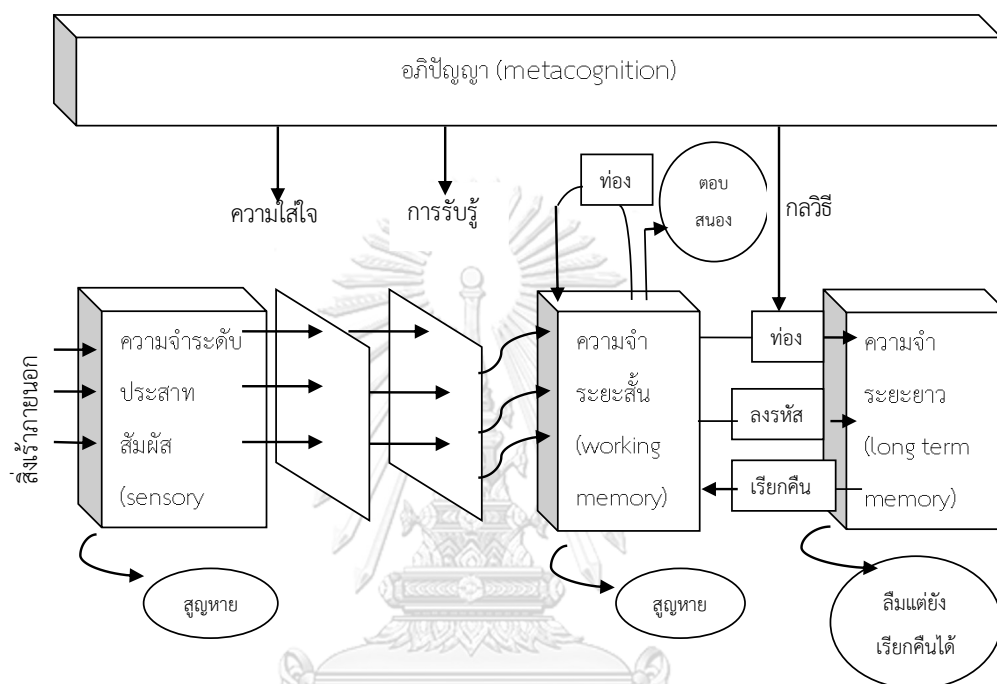 อภิปัญญา (metacognition)
ความใส่ใจ
การรับรู้
ท่อง
ตอบ
สนอง
กลวิธี
สิ่งเร้าภายนอก
ความจำระดับ
ประสาท
สัมผัส
(sensory
ความจำ
ระยะสั้น
(working
memory)
ท่อง
ลงรหัส
เรียกคืน
ความจำ
ระยะยาว
(long term
memory)
สูญหาย
สูญหาย
ลืมแต่ยัง
เรียกคืนได้